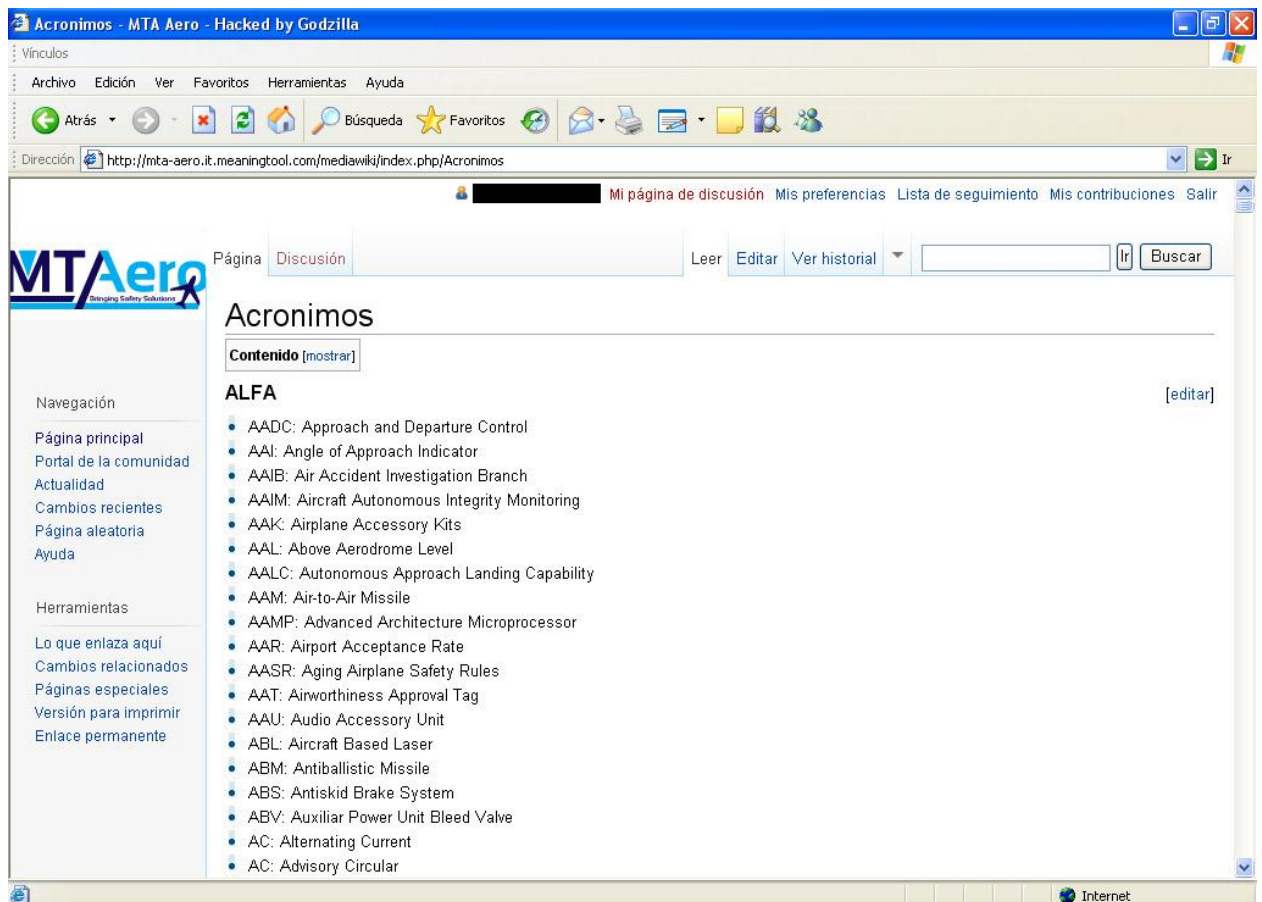 Acronimos - MTA Aero - Hacked by Godzilla
Vínculos
Archivo Edición Ver Favoritos Herramientas Ayuda
Atrás Búsqueda Favoritos
Dirección http://mta-aero.it.meaningtool.com/mediawiki/index.php/Acronimos Ir
Mi página de discusión Mis preferencias Lista de seguimiento Mis contribuciones Salir
MTAero
Bringing Safety Solutions
Página Discusión Leer Editar Ver historial Ir Buscar
Acronimos
Contenido [mostrar]
ALFA [editar]
AADC: Approach and Departure Control
AAI: Angle of Approach Indicator
AAIB: Air Accident Investigation Branch
AAIM: Aircraft Autonomous Integrity Monitoring
AAK: Airplane Accessory Kits
AAL: Above Aerodrome Level
AALC: Autonomous Approach Landing Capability
AAM: Air-to-Air Missile
AAMP: Advanced Architecture Microprocessor
AAR: Airport Acceptance Rate
AASR: Aging Airplane Safety Rules
AAT: Airworthiness Approval Tag
AAU: Audio Accessory Unit
ABL: Aircraft Based Laser
ABM: Antiballistic Missile
ABS: Antiskid Brake System
ABV: Auxiliar Power Unit Bleed Valve
AC: Alternating Current
AC: Advisory Circular
Navegación
Página principal
Portal de la comunidad
Actualidad
Cambios recientes
Página aleatoria
Ayuda
Herramientas
Lo que enlaza aquí
Cambios relacionados
Páginas especiales
Versión para imprimir
Enlace permanente
Internet